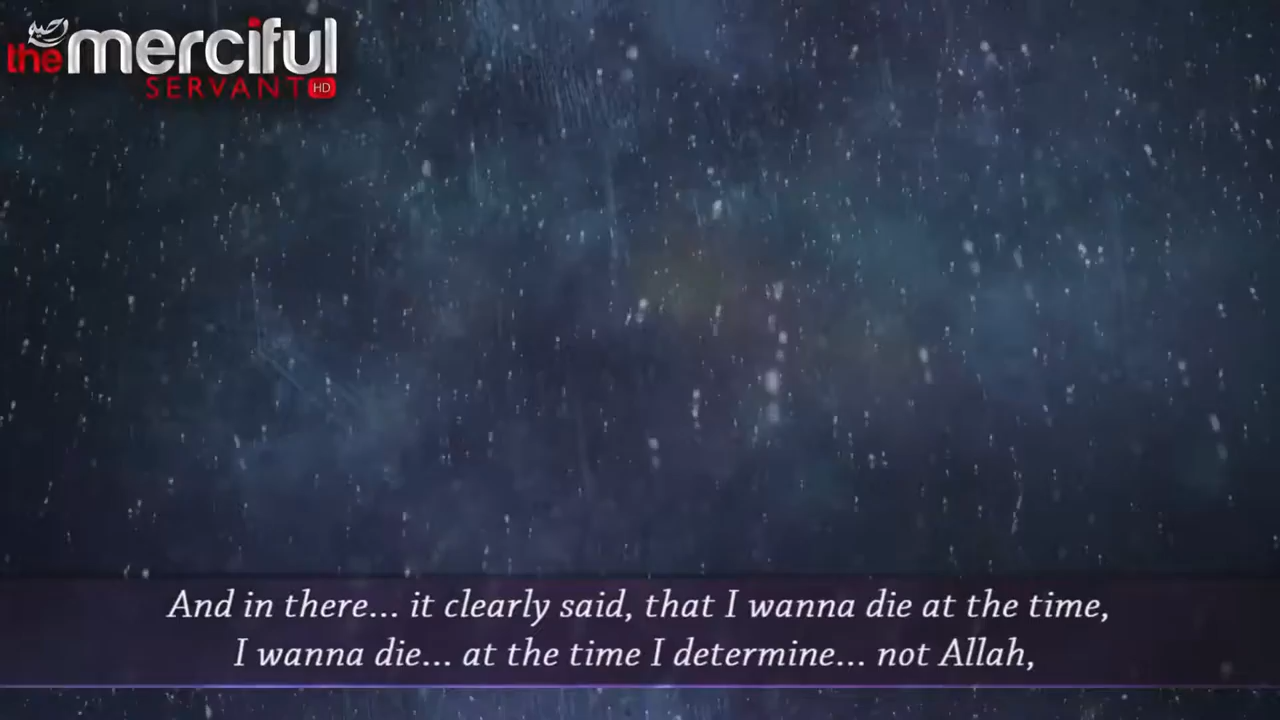 the merciful
SERVANT HD
And in there... it clearly said, that I wanna die at the time,
I wanna die... at the time I determine... not Allah,